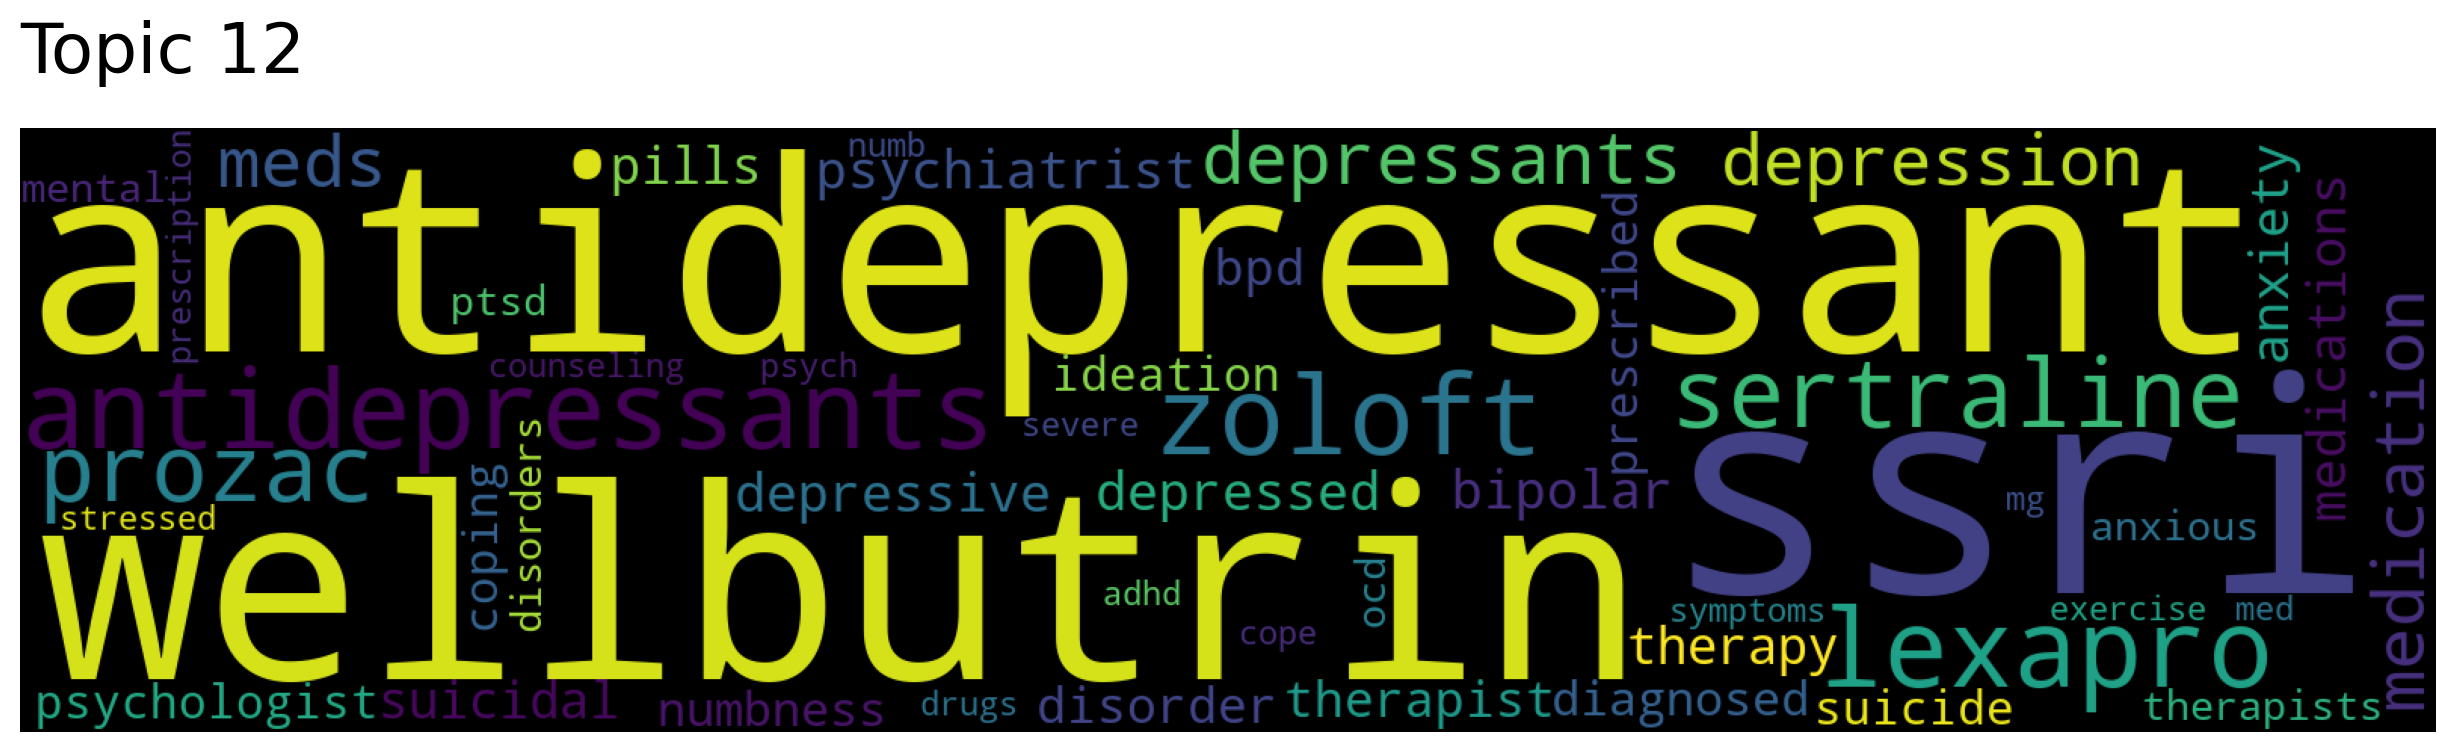 Topic 12
mental
prescription
meds
pills
numb
psychiatrist
depressants
depression
antidepressant
ptsd
bpd
prescribed
anxiety
medications
medication
counseling
psych
ideation
antidepressants
severe
zoloft
sertraline
ssri
prozac
stressed
coping
disorders
depressive
depressed
bipolar
mg
anxious
wellbutrin
adhd
cope
ocd
symptoms
exercise
med
therapy
lexapro
psychologist
suicidal
numbness
drugs
disorder
therapist
diagnosed
suicide
therapists